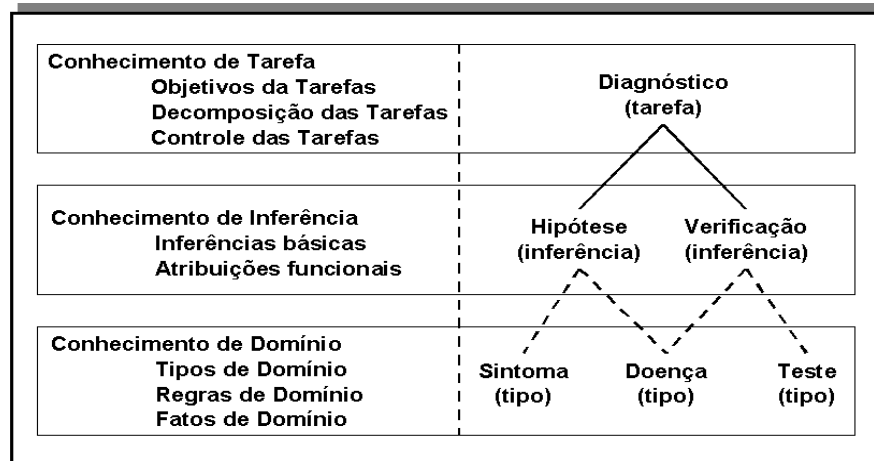 Conhecimento de Tarefa
Objetivos da Tarefas
Decomposição das Tarefas
Controle das Tarefas
Diagnóstico
(tarefa)
Conhecimento de Inferência
Inferências básicas
Atribuições funcionais
Hipótese
(inferência)
Verificação
(inferência)
Conhecimento de Domínio
Tipos de Domínio
Regras de Domínio
Fatos de Domínio
Sintoma
(tipo)
Doença
(tipo)
Teste
(tipo)